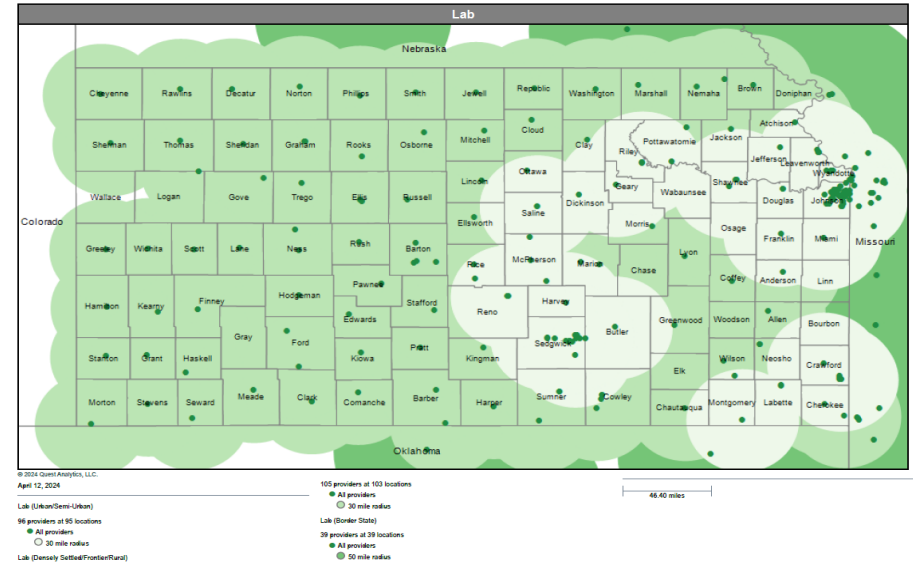 Lab
Nebraska
Cheyenne Rawlins Decatur Norton Phillips Smith Jewell Republic Washington Marshall Nemaha Brown Doniphan
Atchison
Sherman Thomas Sheridan Graham Rooks Osborne Mitchell Cloud Clay Riley Pottawatomie Jackson
Jefferson Leavenworth
Wyandotte
Wallace Logan Gove Trego Ellis Russell Lincoln Ottawa Dickinson Geary Wabaunsee Shawnee Douglas Johnson
Colorado
Ellsworth Saline Morris Osage
Greeley Wichita Scott Lane Ness Rush Barton Rice McPherson Marion Chase Lyon Franklin Miami Missouri
Hamilton Kearny Finney Hodgeman Pawnee Stafford Reno Harvey Coffey Anderson Linn
Edwards
Gray Ford Sedgwick Butler Greenwood Woodson Allen Bourbon
Stanton Grant Haskell Kiowa Pratt Kingman Elk Wilson Neosho Crawford
Morton Stevens Seward Meade Clark Comanche Barber Harper Sumner Cowley Chautauqua Montgomery Labette Cherokee
Oklahoma
© 2024 Quest Analytics, LLC.
April 12, 2024
Lab (Urban/Semi-Urban)
96 providers at 95 locations
All providers
30 mile radius
Lab (Densely Settled/Frontier/Rural)
105 providers at 103 locations
All providers
30 mile radius
Lab (Border State)
39 providers at 39 locations
All providers
50 mile radius
46.40 miles